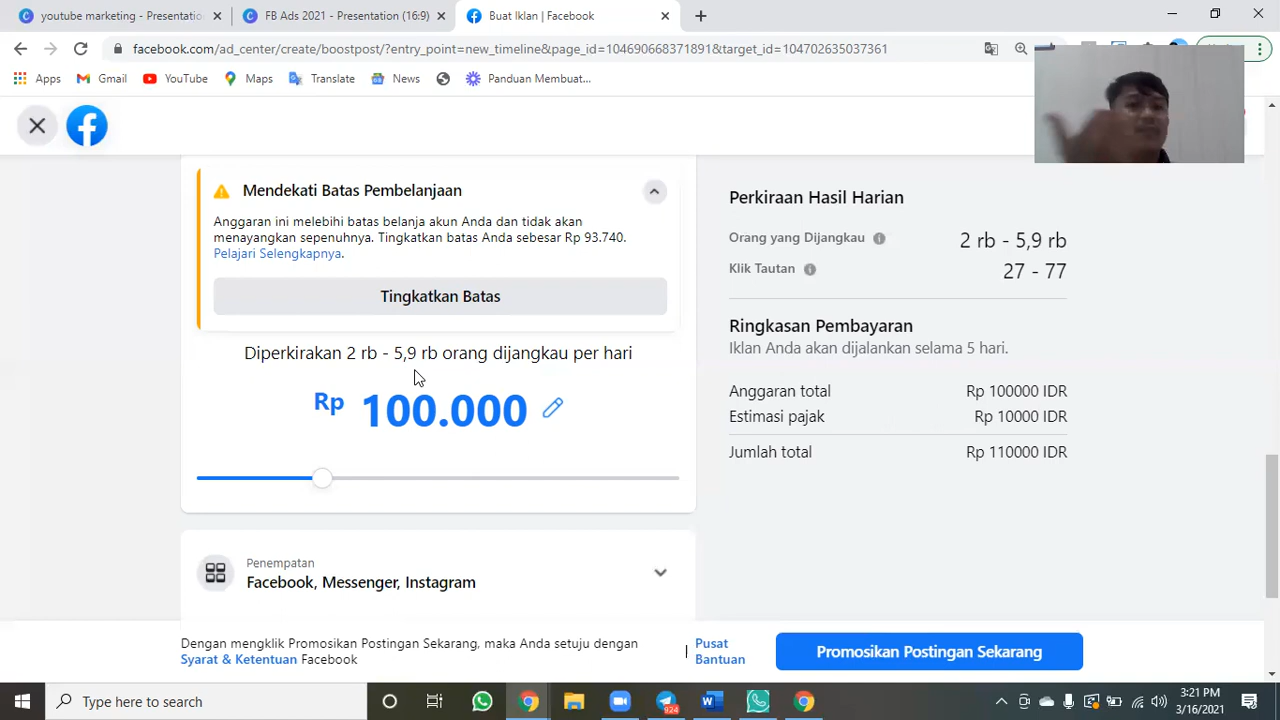 youtube marketing - Presentatio
FB Ads 2021 - Presentation (16:9)
Buat Iklan | Facebook
facebook.com/ad_center/create/boostpost/?entry_point=new_timeline&page_id=104690668371891&target_id=104702635037361
Apps
Gmail
YouTube
Maps
Translate
News
Panduan Membuat...
Mendekati Batas Pembelanjaan
Anggaran ini melebihi batas belanja akun Anda dan tidak akan
menayangkan sepenuhnya. Tingkatkan batas Anda sebesar Rp 93.740.
Pelajari Selengkapnya.
Tingkatkan Batas
Diperkirakan 2 rb - 5,9 rb orang dijangkau per hari
Rp 100.000
Penempatan
Facebook, Messenger, Instagram
Perkiraan Hasil Harian
Orang yang Dijangkau 2 rb - 5,9 rb
Klik Tautan 27 - 77
Ringkasan Pembayaran
Iklan Anda akan dijalankan selama 5 hari.
Anggaran total Rp 100000 IDR
Estimasi pajak Rp 10000 IDR
Jumlah total Rp 110000 IDR
Dengan mengklik Promosikan Postingan Sekarang, maka Anda setuju dengan
Syarat & Ketentuan Facebook
Pusat
Bantuan
Promosikan Postingan Sekarang
Type here to search
924
3:21 PM
3/16/2021